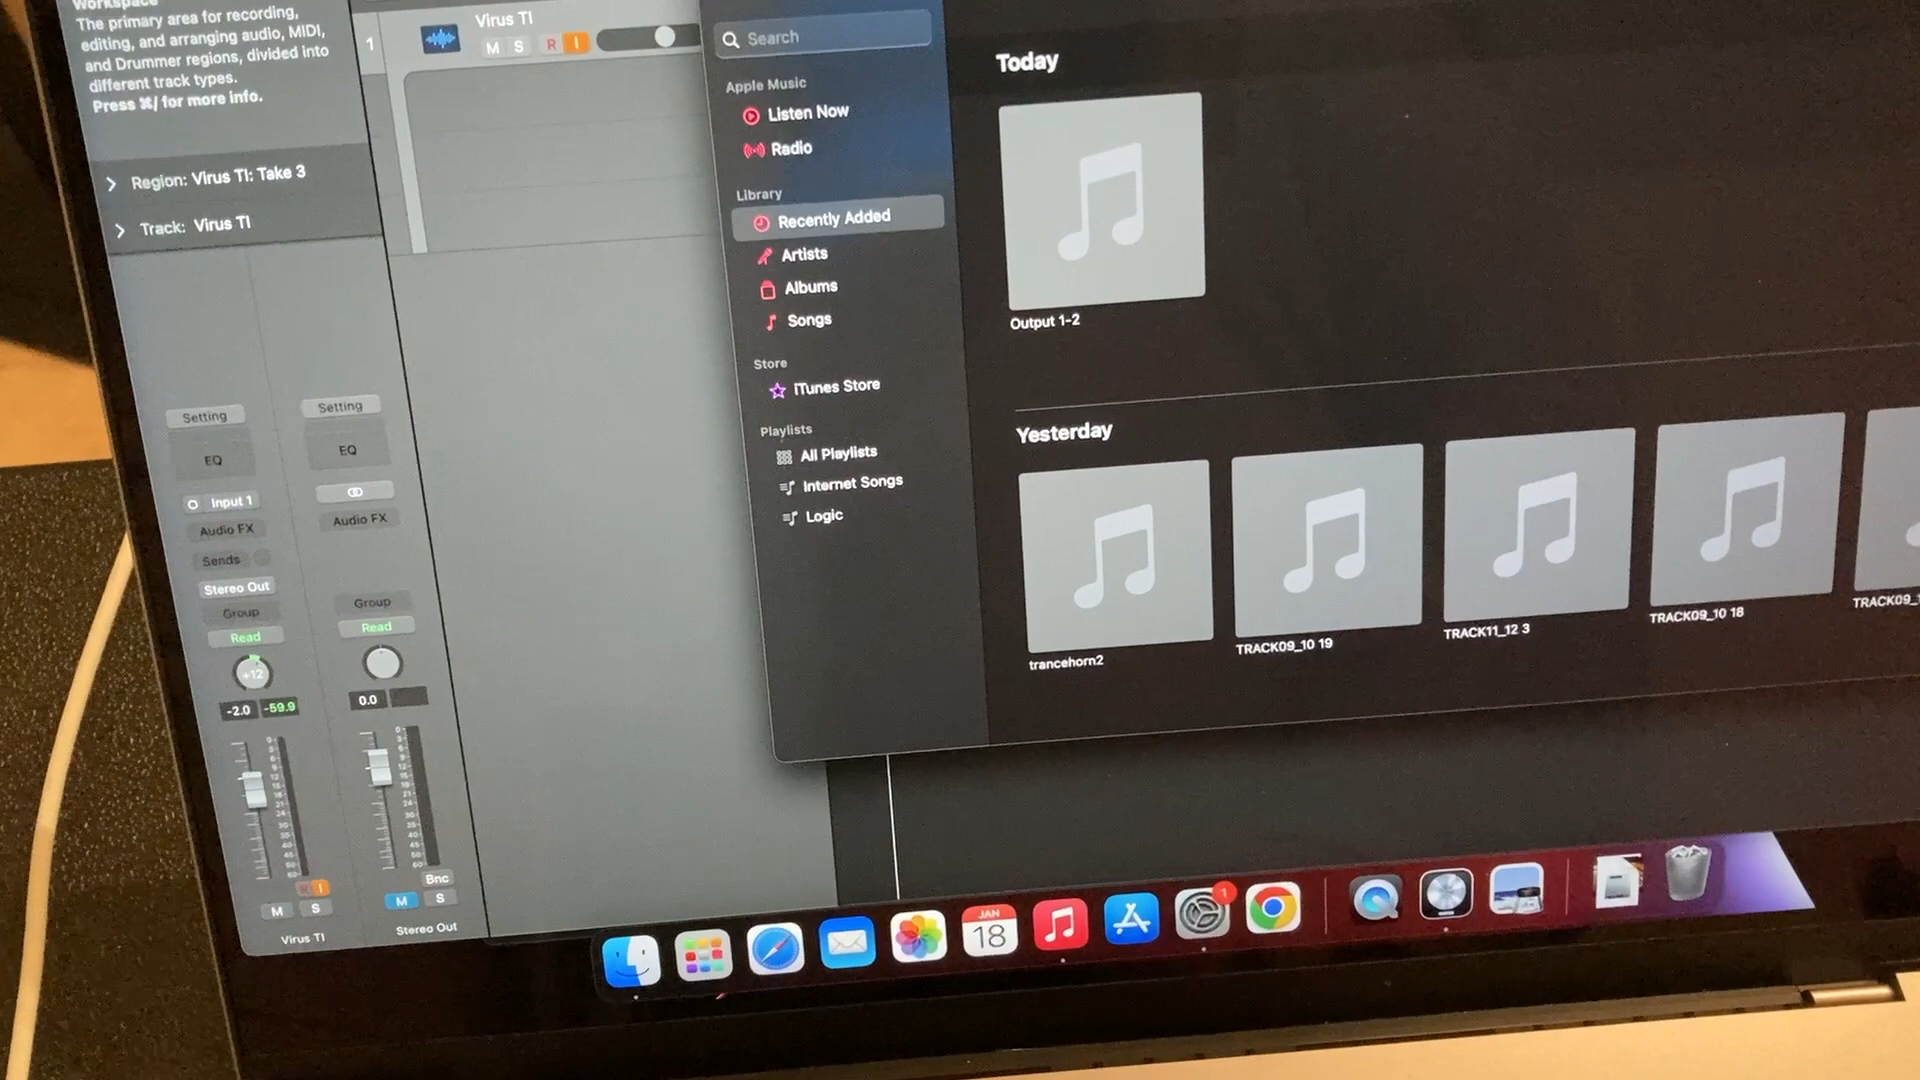 Workspace
The primary area for recording,
editing, and arranging audio, MIDI,
and Drummer regions, divided into
different track types.
Press ⌘/ for more info.
Region: Virus TI: Take 3
Track: Virus TI
Setting
EQ
Input 1
Audio FX
Sends
Stereo Out
Group
Read
+12
-2.0 -59.9
R I
M S
Virus TI
Setting
EQ
Audio FX
Group
Read
0.0
Bnc
M S
Stereo Out
1
Virus TI
M S R I
Search
Apple Music
Listen Now
Radio
Library
Recently Added
Artists
Albums
Songs
Store
iTunes Store
Playlists
All Playlists
Internet Songs
Logic
Today
Output 1-2
Yesterday
trancehorn2
TRACK09_10 19
TRACK11_12 3
TRACK09_10 18
TRACK09_
JAN
18
1